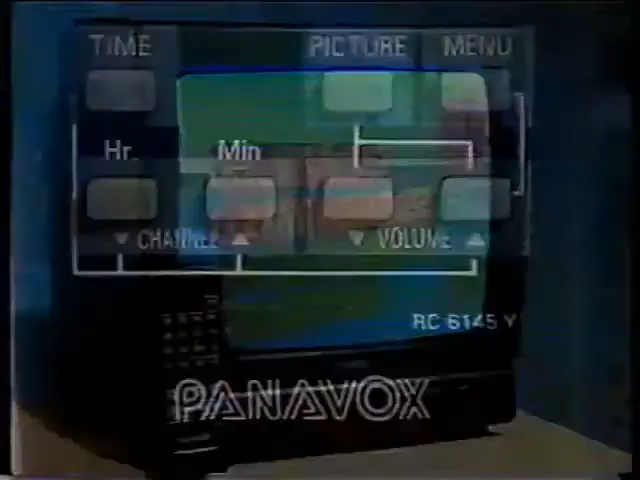 TIME PICTURE MENU
Hr. Min
▼ CHANNEL ▲ ▼ VOLUME ▲
RC 6145 Y
PANAVOX